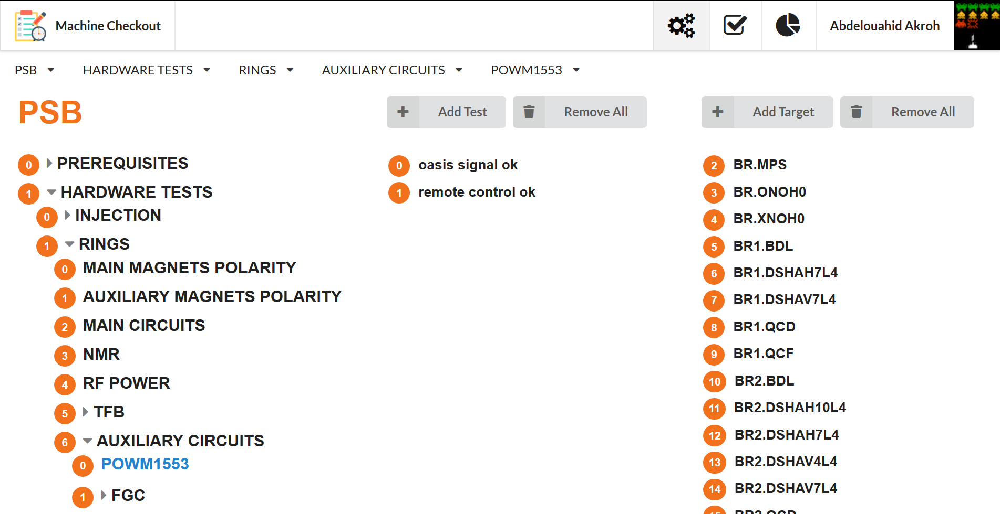 Machine Checkout
Abdelouahid Akroh
PSB HARDWARE TESTS RINGS AUXILIARY CIRCUITS POWM1553
PSB
Add Test Remove All
Add Target Remove All
0 PREREQUISITES
1 HARDWARE TESTS
0 INJECTION
1 RINGS
0 MAIN MAGNETS POLARITY
1 AUXILIARY MAGNETS POLARITY
2 MAIN CIRCUITS
3 NMR
4 RF POWER
5 TFB
6 AUXILIARY CIRCUITS
0 POWM1553
1 FGC
0 oasis signal ok
1 remote control ok
2 BR.MPS
3 BR.ONOH0
4 BR.XNOH0
5 BR1.BDL
6 BR1.DSHAH7L4
7 BR1.DSHAV7L4
8 BR1.QCD
9 BR1.QCF
10 BR2.BDL
11 BR2.DSHAH10L4
12 BR2.DSHAH7L4
13 BR2.DSHAV4L4
14 BR2.DSHAV7L4